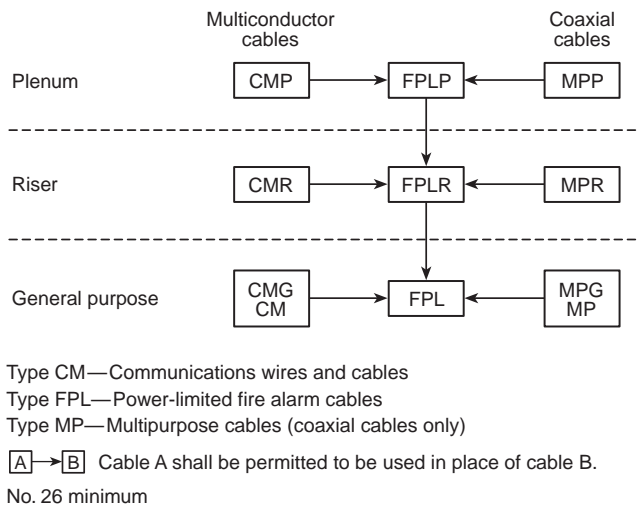 Multiconductor cables
Coaxial cables
Plenum
CMP
FPLP
MPP
Riser
CMR
FPLR
MPR
General purpose
CMG
CM
FPL
MPG
MP
Type CM—Communications wires and cables
Type FPL—Power-limited fire alarm cables
Type MP—Multipurpose cables (coaxial cables only)
A B Cable A shall be permitted to be used in place of cable B.
No. 26 minimum